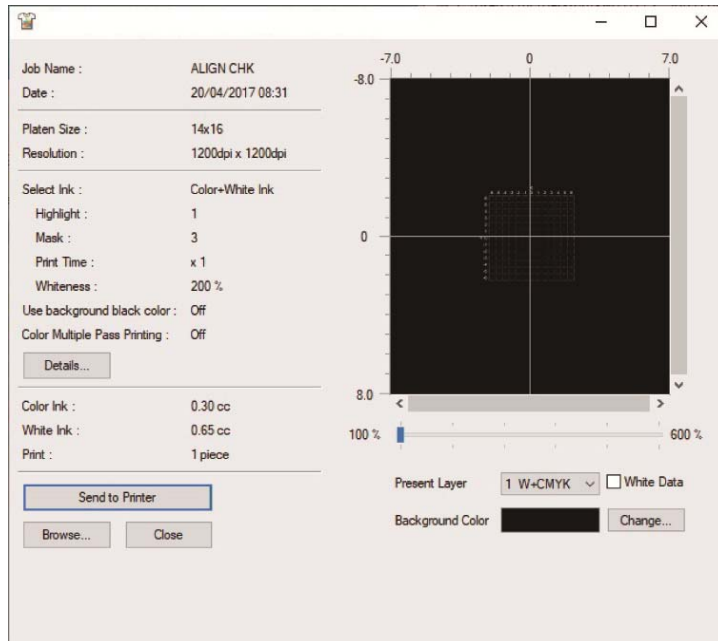 Job Name : ALIGN CHK
Date : 20/04/2017 08:31
Platen Size : 14x16
Resolution : 1200dpi x 1200dpi
Select Ink : Color+White Ink
Highlight : 1
Mask : 3
Print Time : x 1
Whiteness : 200 %
Use background black color : Off
Color Multiple Pass Printing : Off
Details...
Color Ink : 0.30 cc
White Ink : 0.65 cc
Print : 1 piece
Send to Printer
Browse... Close
-7.0 0 7.0
-8.0
0
8.0
100 % 600 %
Present Layer 1 W+CMYK White Data
Background Color Change...